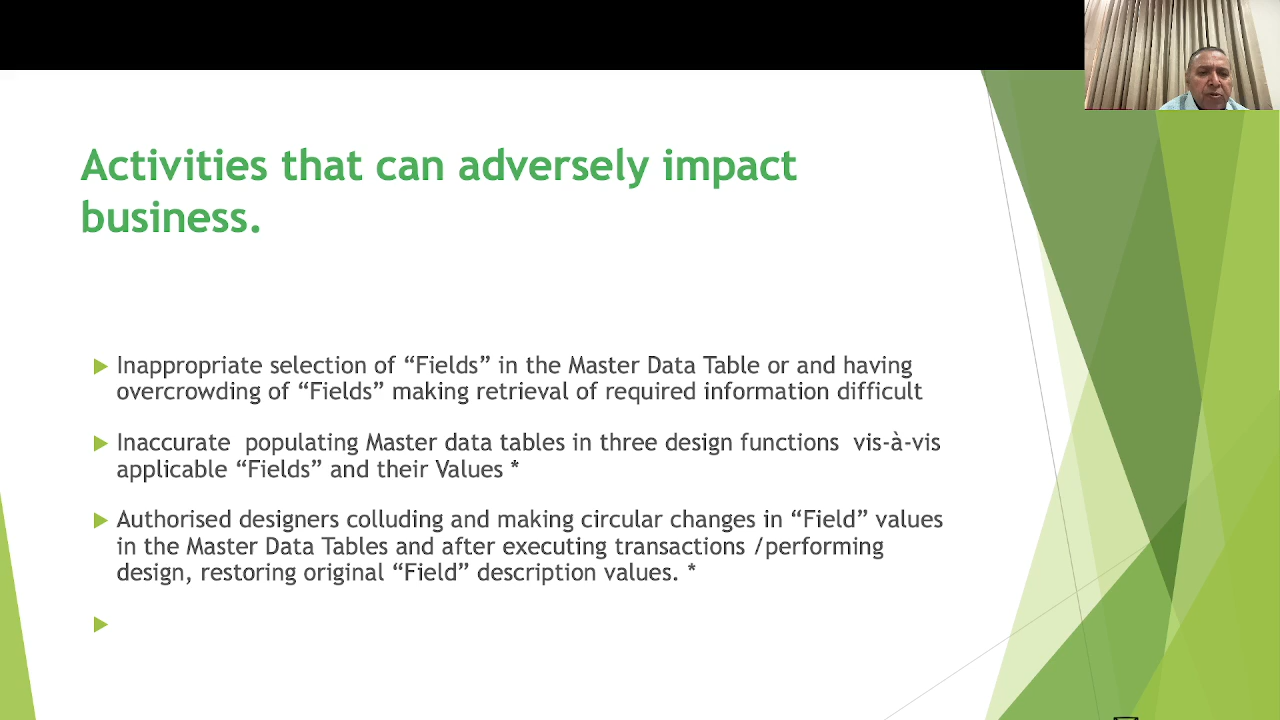 Activities that can adversely impact
business.
Inappropriate selection of “Fields” in the Master Data Table or and having
overcrowding of “Fields” making retrieval of required information difficult
Inaccurate  populating Master data tables in three design functions  vis-à-vis
applicable “Fields” and their Values *
Authorised designers colluding and making circular changes in “Field” values
in the Master Data Tables and after executing transactions /performing
design, restoring original “Field” description values. *